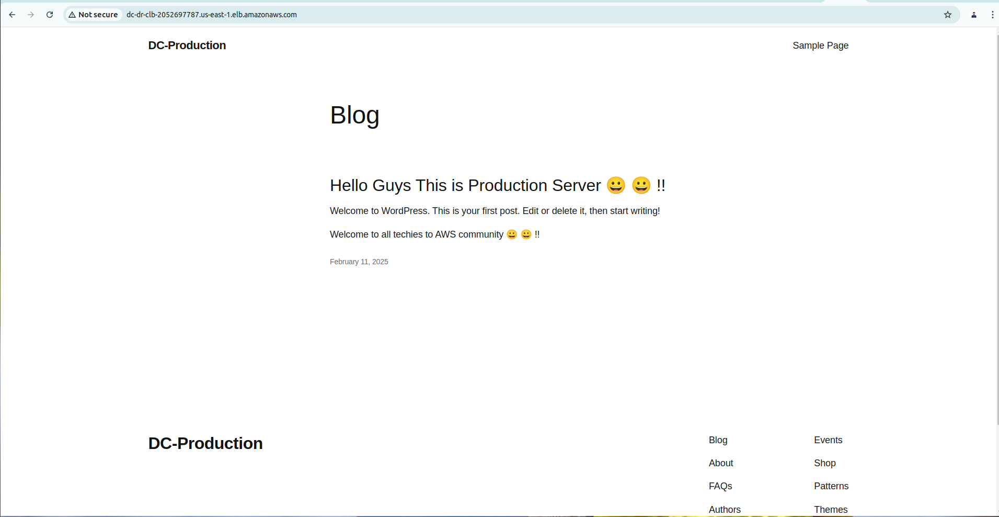 Not secure dc-dr-clb-2052697787.us-east-1.elb.amazonaws.com
DC-Production
Sample Page
Blog
Hello Guys This is Production Server 😀 😀 !!
Welcome to WordPress. This is your first post. Edit or delete it, then start writing!
Welcome to all techies to AWS community 😀 😀 !!
February 11, 2025
DC-Production
Blog
About
FAQs
Authors
Events
Shop
Patterns
Themes